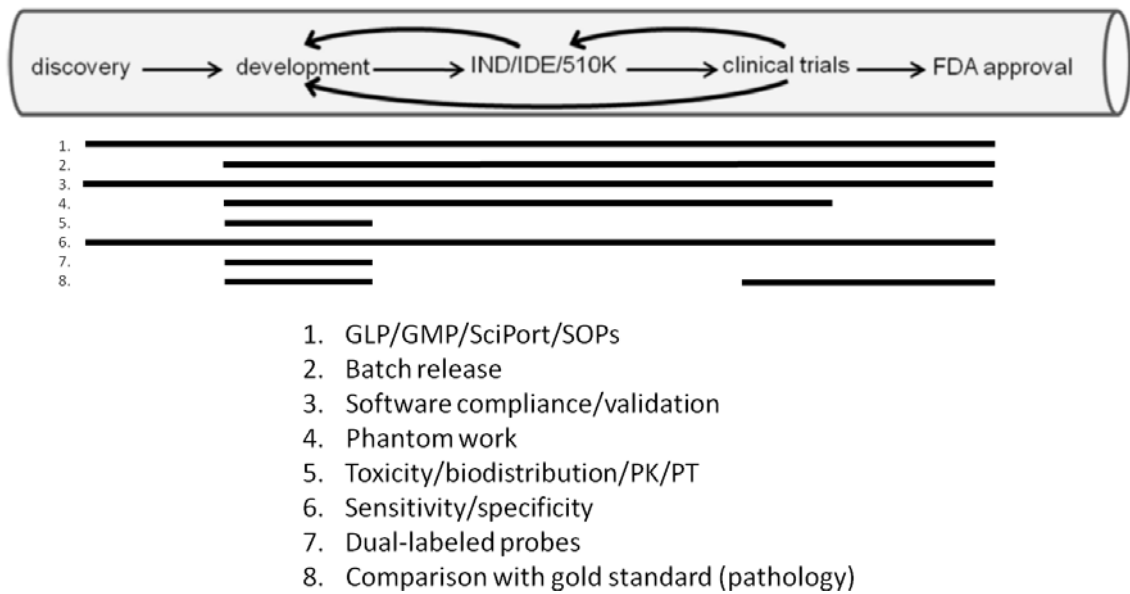 discovery development IND/IDE/510K clinical trials FDA approval
1.
2.
3.
4.
5.
6.
7.
8.
1. GLP/GMP/SciPort/SOPs
2. Batch release
3. Software compliance/validation
4. Phantom work
5. Toxicity/biodistribution/PK/PT
6. Sensitivity/specificity
7. Dual-labeled probes
8. Comparison with gold standard (pathology)